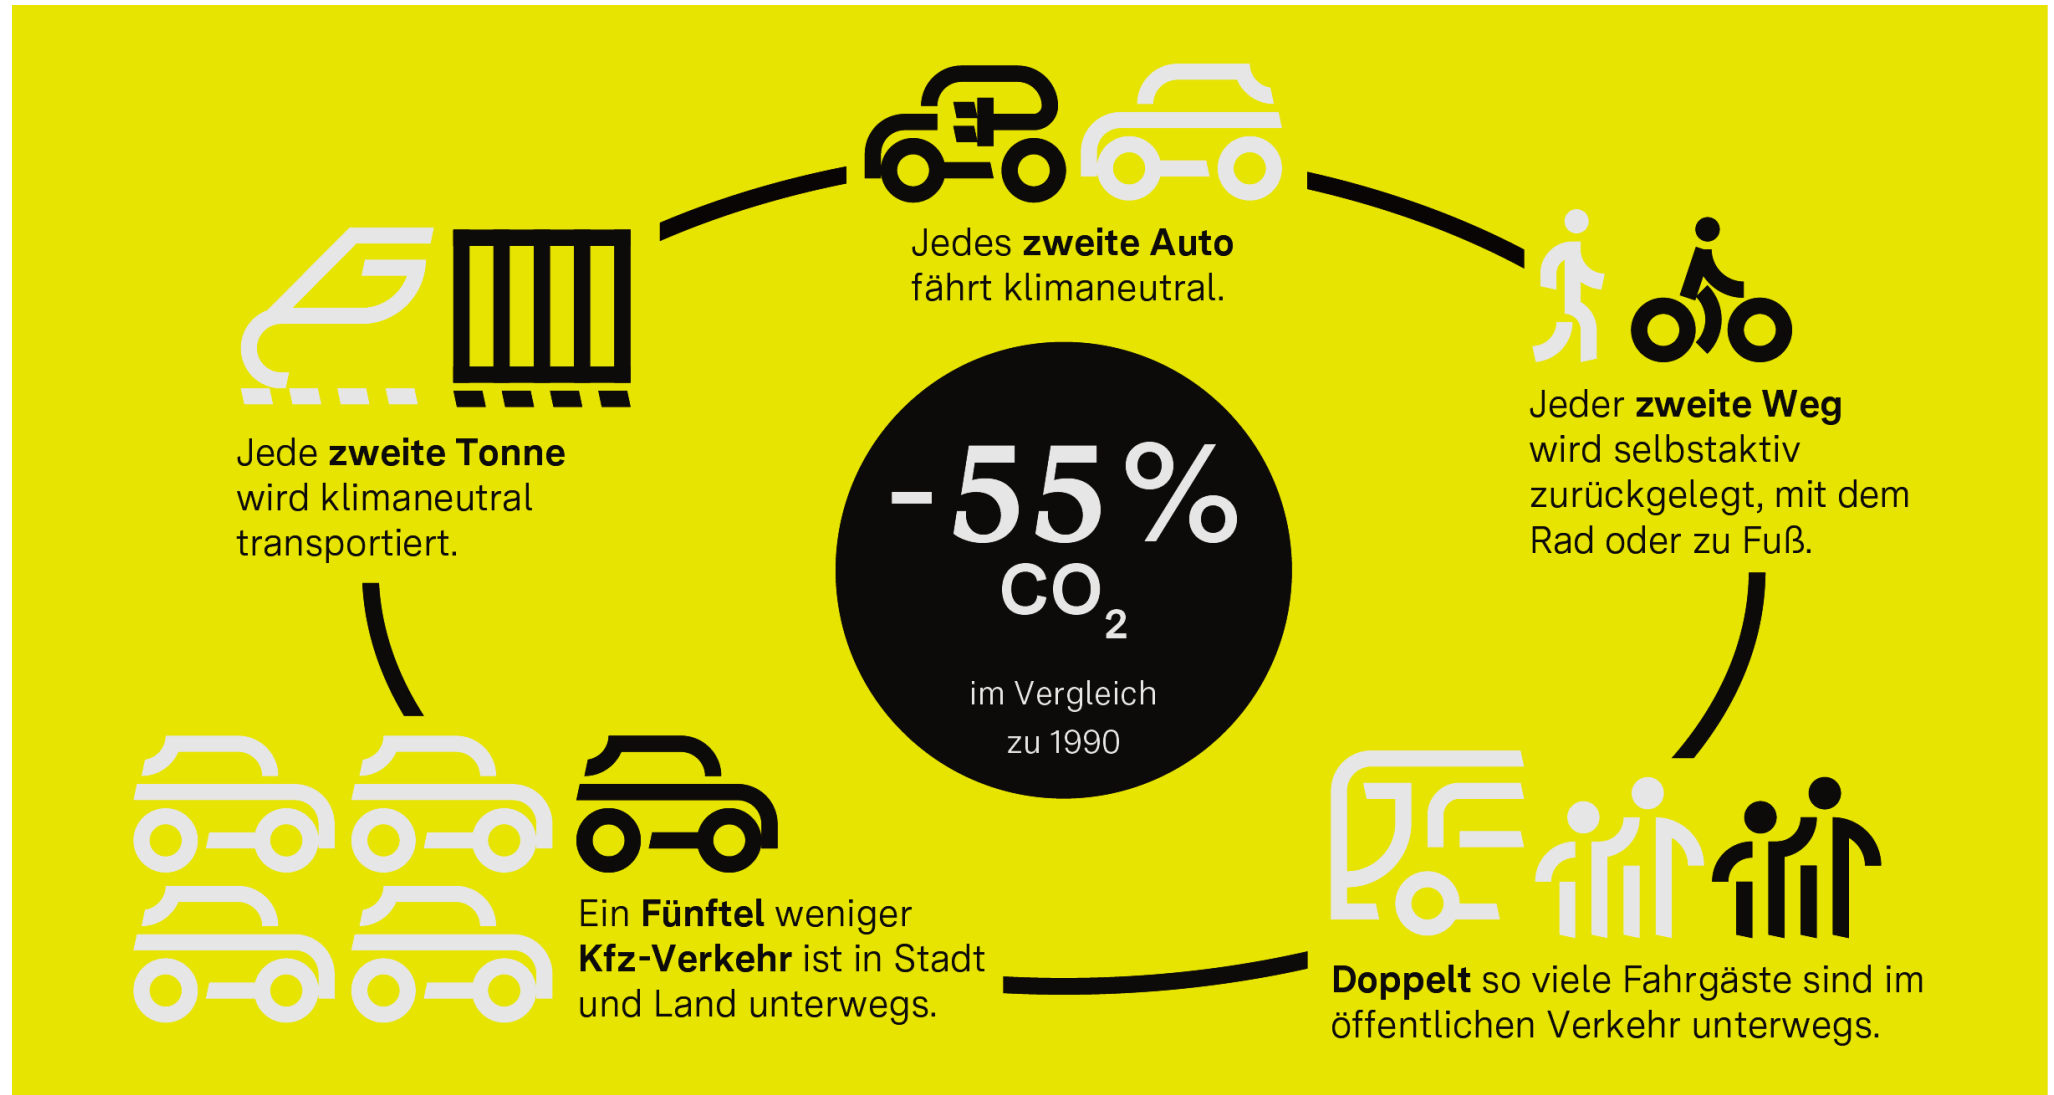 Jedes zweite Auto
fährt klimaneutral.
Jeder zweite Weg
wird selbstaktiv
zurückgelegt, mit dem
Rad oder zu Fuß.
Jede zweite Tonne
wird klimaneutral
transportiert.
-55%
CO₂
im Vergleich
zu 1990
Ein Fünftel weniger
Kfz-Verkehr ist in Stadt
und Land unterwegs.
Doppelt so viele Fahrgäste sind im
öffentlichen Verkehr unterwegs.